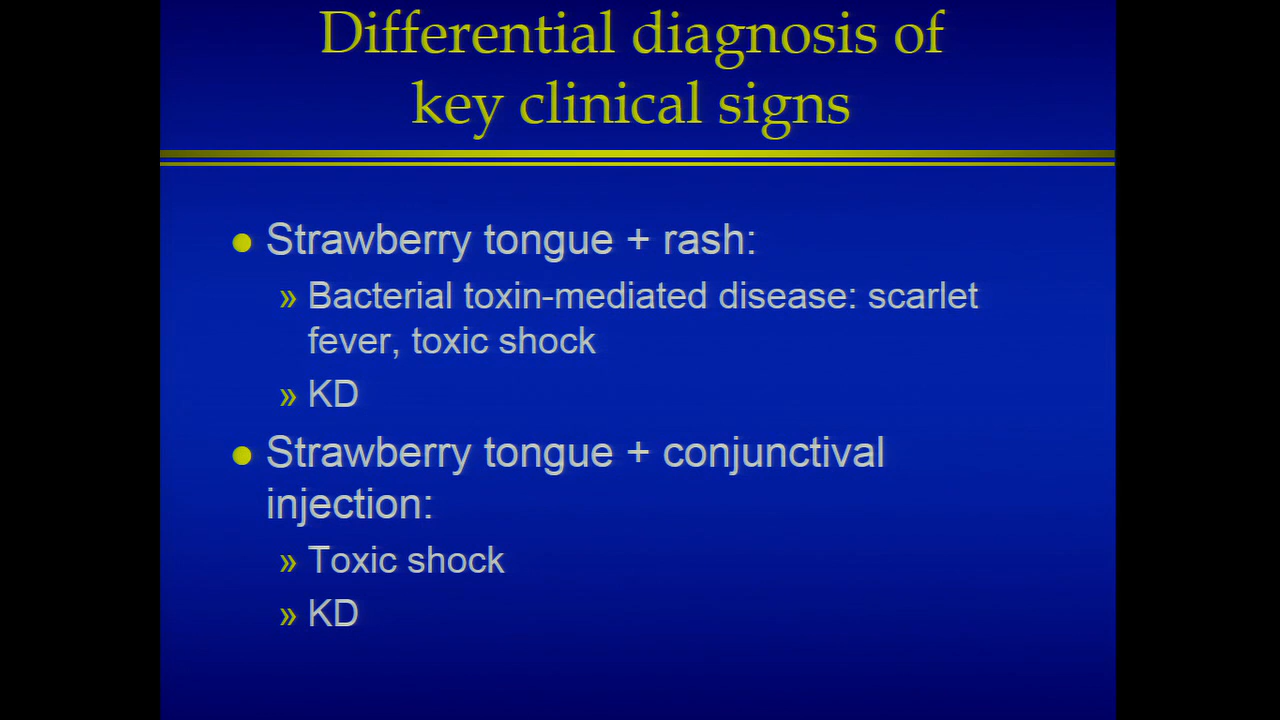 Differential diagnosis of
key clinical signs
● Strawberry tongue + rash:
» Bacterial toxin-mediated disease: scarlet
fever, toxic shock
» KD
● Strawberry tongue + conjunctival
injection:
» Toxic shock
» KD